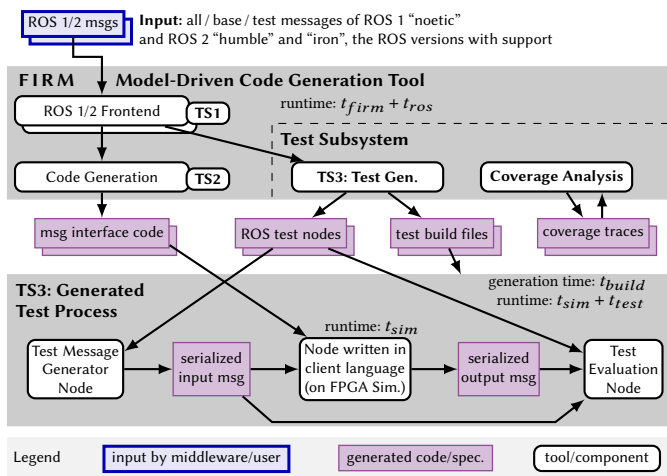 ROS 1/2 msgs
Input: all / base / test messages of ROS 1 “noetic”
and ROS 2 “humble” and “iron”, the ROS versions with support
FIRM Model-Driven Code Generation Tool
ROS 1/2 Frontend
TS1
runtime: t_firm + t_ros
Test Subsystem
Code Generation
TS2
TS3: Test Gen.
Coverage Analysis
msg interface code
ROS test nodes
test build files
coverage traces
TS3: Generated
Test Process
generation time: t_build
runtime: t_sim + t_test
runtime: t_sim
Test Message
Generator
Node
serialized
input msg
Node written in
client language
(on FPGA Sim.)
serialized
output msg
Test
Evaluation
Node
Legend
input by middleware/user
generated code/spec.
tool/component